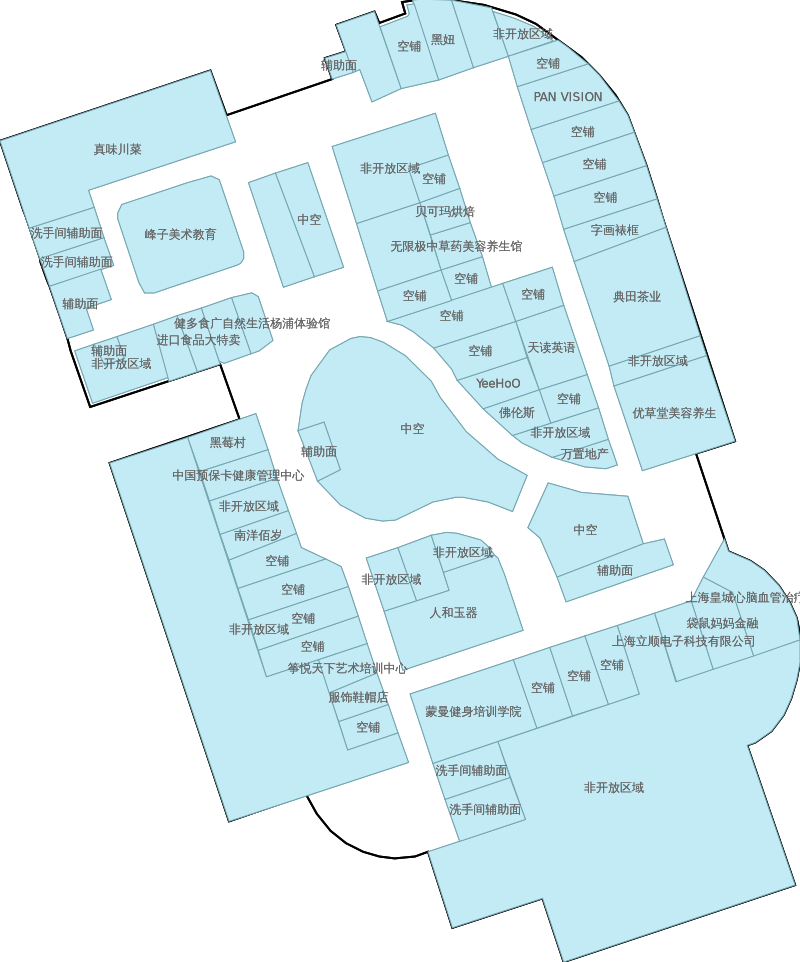 非开放区域
黑妞
空铺
辅助面
空铺
PAN VISION
空铺
真味川菜
空铺
非开放区域
空铺
空铺
贝可玛烘焙
中空
字画裱框
洗手间辅助面
峰子美术教育
无限极中草药美容养生馆
洗手间辅助面
空铺
空铺
空铺
典田茶业
辅助面
空铺
健多食广自然生活杨浦体验馆
进口食品大特卖
天读英语
辅助面
空铺
非开放区域
非开放区域
YeeHoO
空铺
佛伦斯
优草堂美容养生
中空
非开放区域
黑莓村
辅助面
万置地产
中国预保卡健康管理中心
非开放区域
中空
南洋佰岁
非开放区域
空铺
辅助面
非开放区域
空铺
上海皇城心脑血管治疗
人和玉器
空铺
袋鼠妈妈金融
非开放区域
上海立顺电子科技有限公司
空铺
空铺
筝悦天下艺术培训中心
空铺
空铺
服饰鞋帽店
蒙曼健身培训学院
空铺
洗手间辅助面
非开放区域
洗手间辅助面